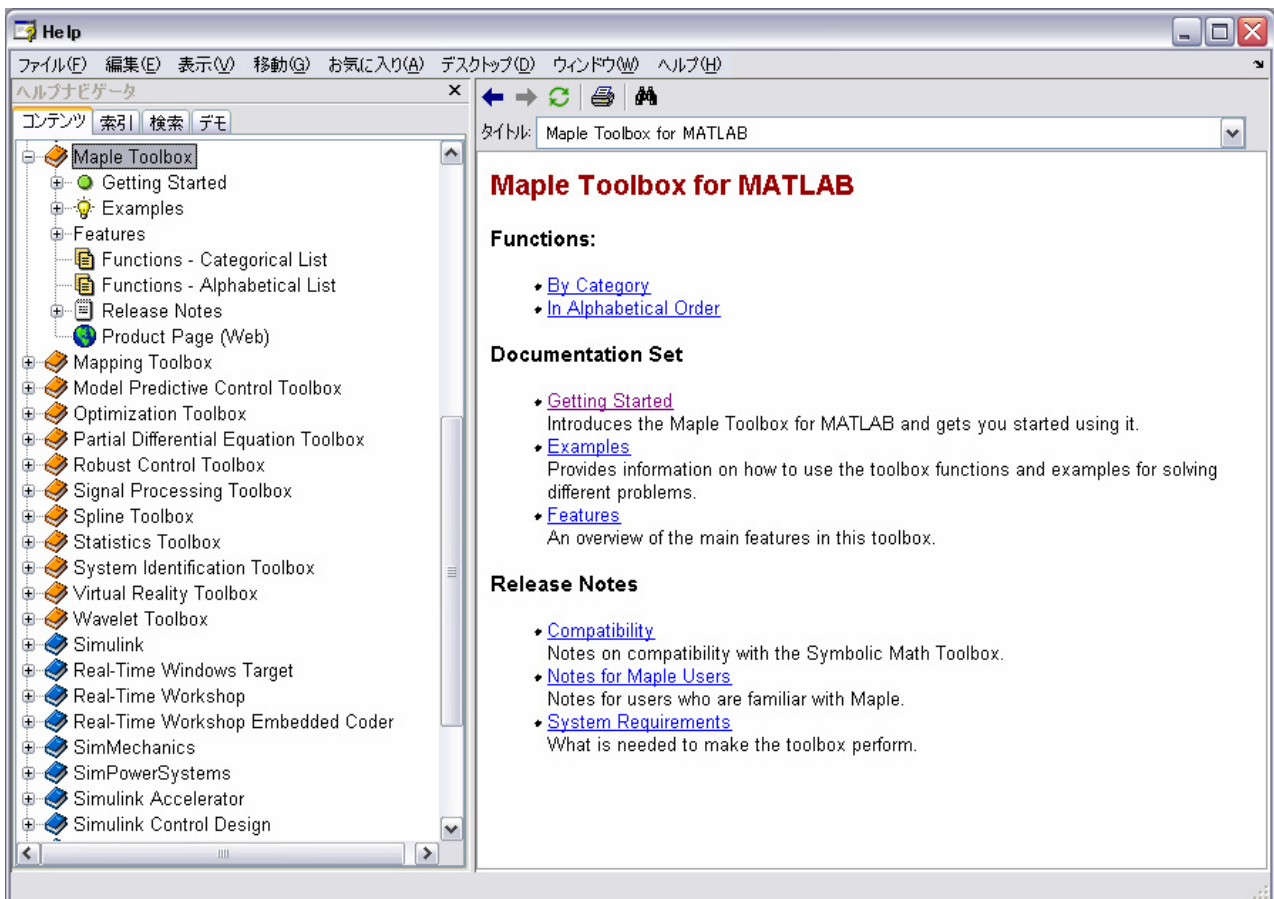 Help
ファイル(F) 編集(E) 表示(V) 移動(G) お気に入り(A) デスクトップ(D) ウィンドウ(W) ヘルプ(H)
ヘルプナビゲータ
コンテンツ 索引 検索 デモ
Maple Toolbox
Getting Started
Examples
Features
Functions - Categorical List
Functions - Alphabetical List
Release Notes
Product Page (Web)
Mapping Toolbox
Model Predictive Control Toolbox
Optimization Toolbox
Partial Differential Equation Toolbox
Robust Control Toolbox
Signal Processing Toolbox
Spline Toolbox
Statistics Toolbox
System Identification Toolbox
Virtual Reality Toolbox
Wavelet Toolbox
Simulink
Real-Time Windows Target
Real-Time Workshop
Real-Time Workshop Embedded Coder
SimMechanics
SimPowerSystems
Simulink Accelerator
Simulink Control Design
タイトル: Maple Toolbox for MATLAB
Maple Toolbox for MATLAB
Functions:
By Category
In Alphabetical Order
Documentation Set
Getting Started
Introduces the Maple Toolbox for MATLAB and gets you started using it.
Examples
Provides information on how to use the toolbox functions and examples for solving
different problems.
Features
An overview of the main features in this toolbox.
Release Notes
Compatibility
Notes on compatibility with the Symbolic Math Toolbox.
Notes for Maple Users
Notes for users who are familiar with Maple.
System Requirements
What is needed to make the toolbox perform.